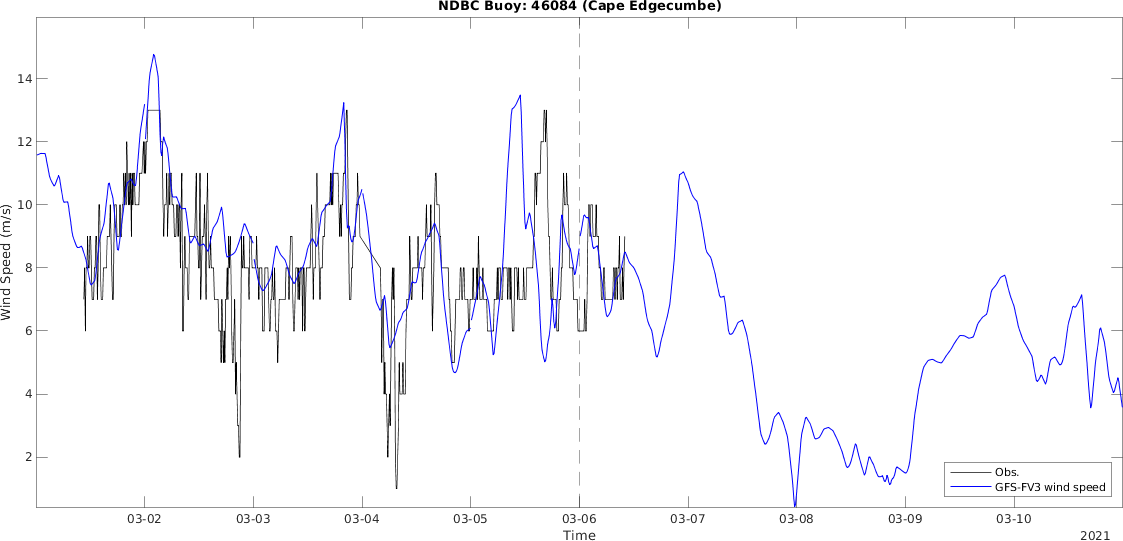 NDBC Buoy: 46084 (Cape Edgecumbe)
Wind Speed (m/s)
14
12
10
8
6
4
2
Obs.
GFS-FV3 wind speed
03-02 03-03 03-04 03-05 03-06 03-07 03-08 03-09 03-10
Time
2021